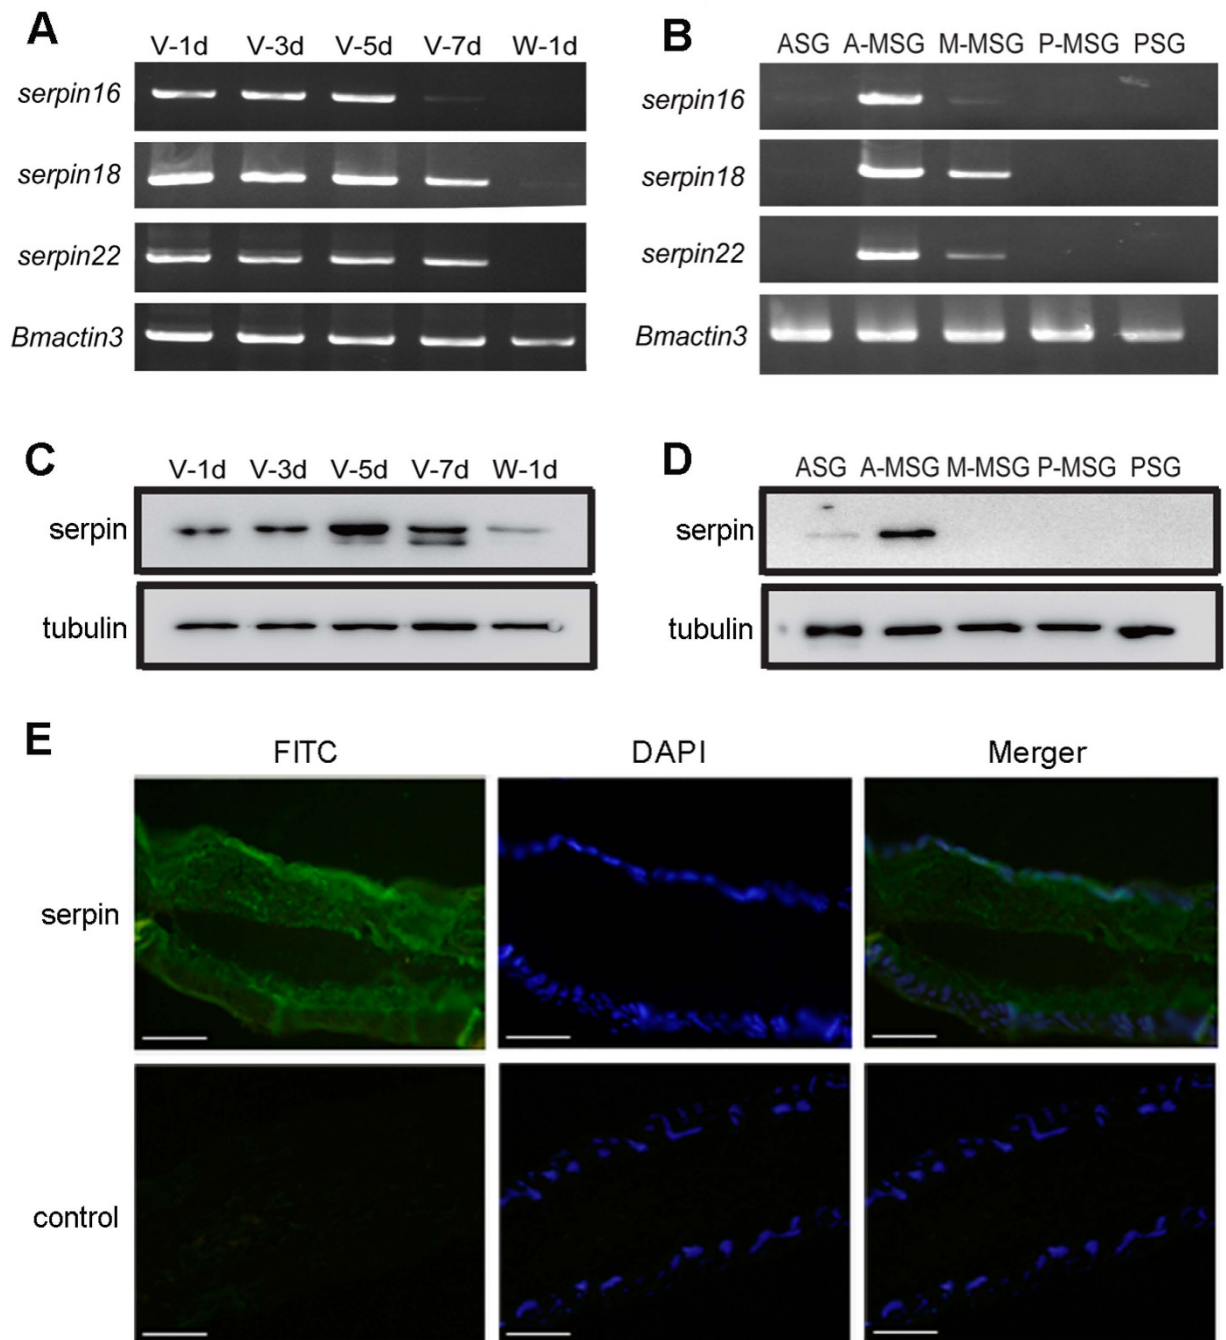 A
V-1d V-3d V-5d V-7d W-1d
serpin16
serpin18
serpin22
Bmactin3
B
ASG A-MSG M-MSG P-MSG PSG
serpin16
serpin18
serpin22
Bmactin3
C
V-1d V-3d V-5d V-7d W-1d
serpin
tubulin
D
ASG A-MSG M-MSG P-MSG PSG
serpin
tubulin
E
FITC DAPI Merger
serpin
control